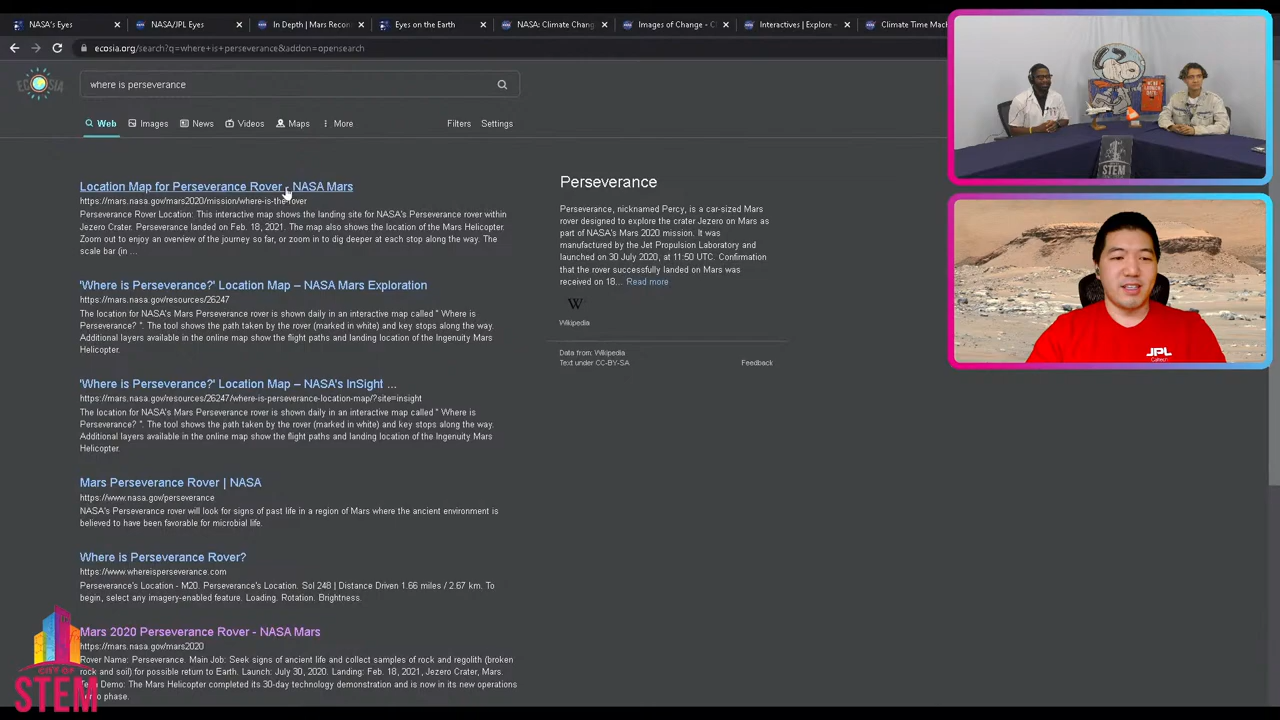 NASA's Eyes
NASA/JPL Eyes
In Depth | Mars Recon
Eyes on the Earth
NASA: Climate Chang
Images of Change - C
Interactives | Explore -
Climate Time Mach
ecosia.org/search?q=where+is+perseverance&addon=opensearch
ECOSIA
where is perseverance
Web
Images
News
Videos
Maps
More
Filters
Settings
Location Map for Perseverance Rover - NASA Mars
https://mars.nasa.gov/mars2020/mission/where-is-the-rover
Perseverance Rover Location: This interactive map shows the landing site for NASA's Perseverance rover within
Jezero Crater. Perseverance landed on Feb. 18, 2021. The map also shows the location of the Mars Helicopter.
Zoom out to enjoy an overview of the journey so far, or zoom in to dig deeper at each stop along the way. The
scale bar (in ...
'Where is Perseverance?' Location Map – NASA Mars Exploration
https://mars.nasa.gov/resources/26247
The location for NASA's Mars Perseverance rover is shown daily in an interactive map called " Where is
Perseverance? ". The tool shows the path taken by the rover (marked in white) and key stops along the way.
Additional layers available in the online map show the flight paths and landing location of the Ingenuity Mars
Helicopter.
'Where is Perseverance?' Location Map – NASA's InSight ...
https://mars.nasa.gov/resources/26247/where-is-perseverance-location-map/?site=insight
The location for NASA's Mars Perseverance rover is shown daily in an interactive map called " Where is
Perseverance? ". The tool shows the path taken by the rover (marked in white) and key stops along the way.
Additional layers available in the online map show the flight paths and landing location of the Ingenuity Mars
Helicopter.
Mars Perseverance Rover | NASA
https://www.nasa.gov/perseverance
NASA's Perseverance rover will look for signs of past life in a region of Mars where the ancient environment is
believed to have been favorable for microbial life.
Where is Perseverance Rover?
https://www.whereisperseverance.com
Perseverance's Location - M20. Perseverance's Location. Sol 248 | Distance Driven 1.66 miles / 2.67 km. To
begin, select any imagery-enabled feature. Loading. Rotation. Brightness.
Mars 2020 Perseverance Rover - NASA Mars
https://mars.nasa.gov/mars2020
Rover Name: Perseverance. Main Job: Seek signs of ancient life and collect samples of rock and regolith (broken
rock and soil) for possible return to Earth. Launch: July 30, 2020. Landing: Feb. 18, 2021, Jezero Crater, Mars.
Demo: The Mars Helicopter completed its 30-day technology demonstration and is now in its new operations
phase.
Perseverance
Perseverance, nicknamed Percy, is a car-sized Mars
rover designed to explore the crater Jezero on Mars as
part of NASA's Mars 2020 mission. It was
manufactured by the Jet Propulsion Laboratory and
launched on 30 July 2020, at 11:50 UTC. Confirmation
that the rover successfully landed on Mars was
received on 18... Read more
W
Wikipedia
Data from: Wikipedia
Text under CC-BY-SA
Feedback
STEM
JPL
Caltech
CITY OF
STEM